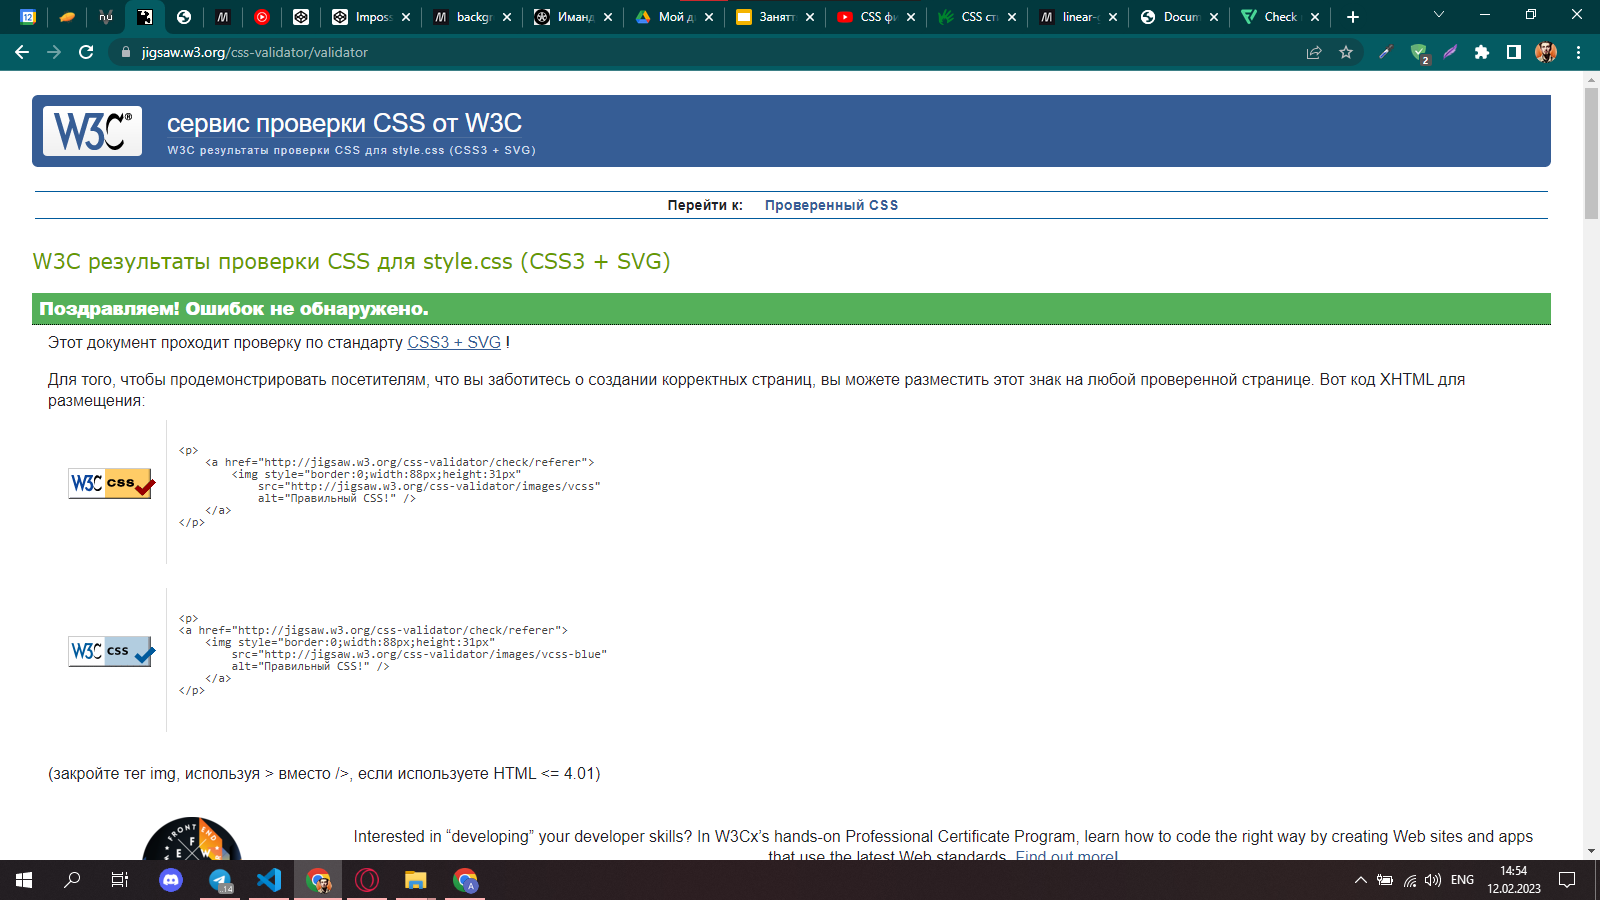 12
Imposs
backgr
Иманд
Мой д
Занят
CSS фи
CSS сти
linear-g
Docum
Check
jigsaw.w3.org/css-validator/validator
2
W3C®
сервис проверки CSS от W3C
W3C результаты проверки CSS для style.css (CSS3 + SVG)
Перейти к: Проверенный CSS
W3C результаты проверки CSS для style.css (CSS3 + SVG)
Поздравляем! Ошибок не обнаружено.
Этот документ проходит проверку по стандарту CSS3 + SVG !
Для того, чтобы продемонстрировать посетителям, что вы заботитесь о создании корректных страниц, вы можете разместить этот знак на любой проверенной странице. Вот код XHTML для
размещения:
W3C css
<p>
<a href="http://jigsaw.w3.org/css-validator/check/referer">
<img style="border:0;width:88px;height:31px"
src="http://jigsaw.w3.org/css-validator/images/vcss"
alt="Правильный CSS!" />
</a>
</p>
W3C css
<p>
<a href="http://jigsaw.w3.org/css-validator/check/referer">
<img style="border:0;width:88px;height:31px"
src="http://jigsaw.w3.org/css-validator/images/vcss-blue"
alt="Правильный CSS!" />
</a>
</p>
(закройте тег img, используя > вместо />, если используете HTML <= 4.01)
FRONT END
E F W
Interested in “developing” your developer skills? In W3Cx’s hands-on Professional Certificate Program, learn how to code the right way by creating Web sites and apps
that use the latest Web standards. Find out more!
..14
A
ENG
14:54
12.02.2023